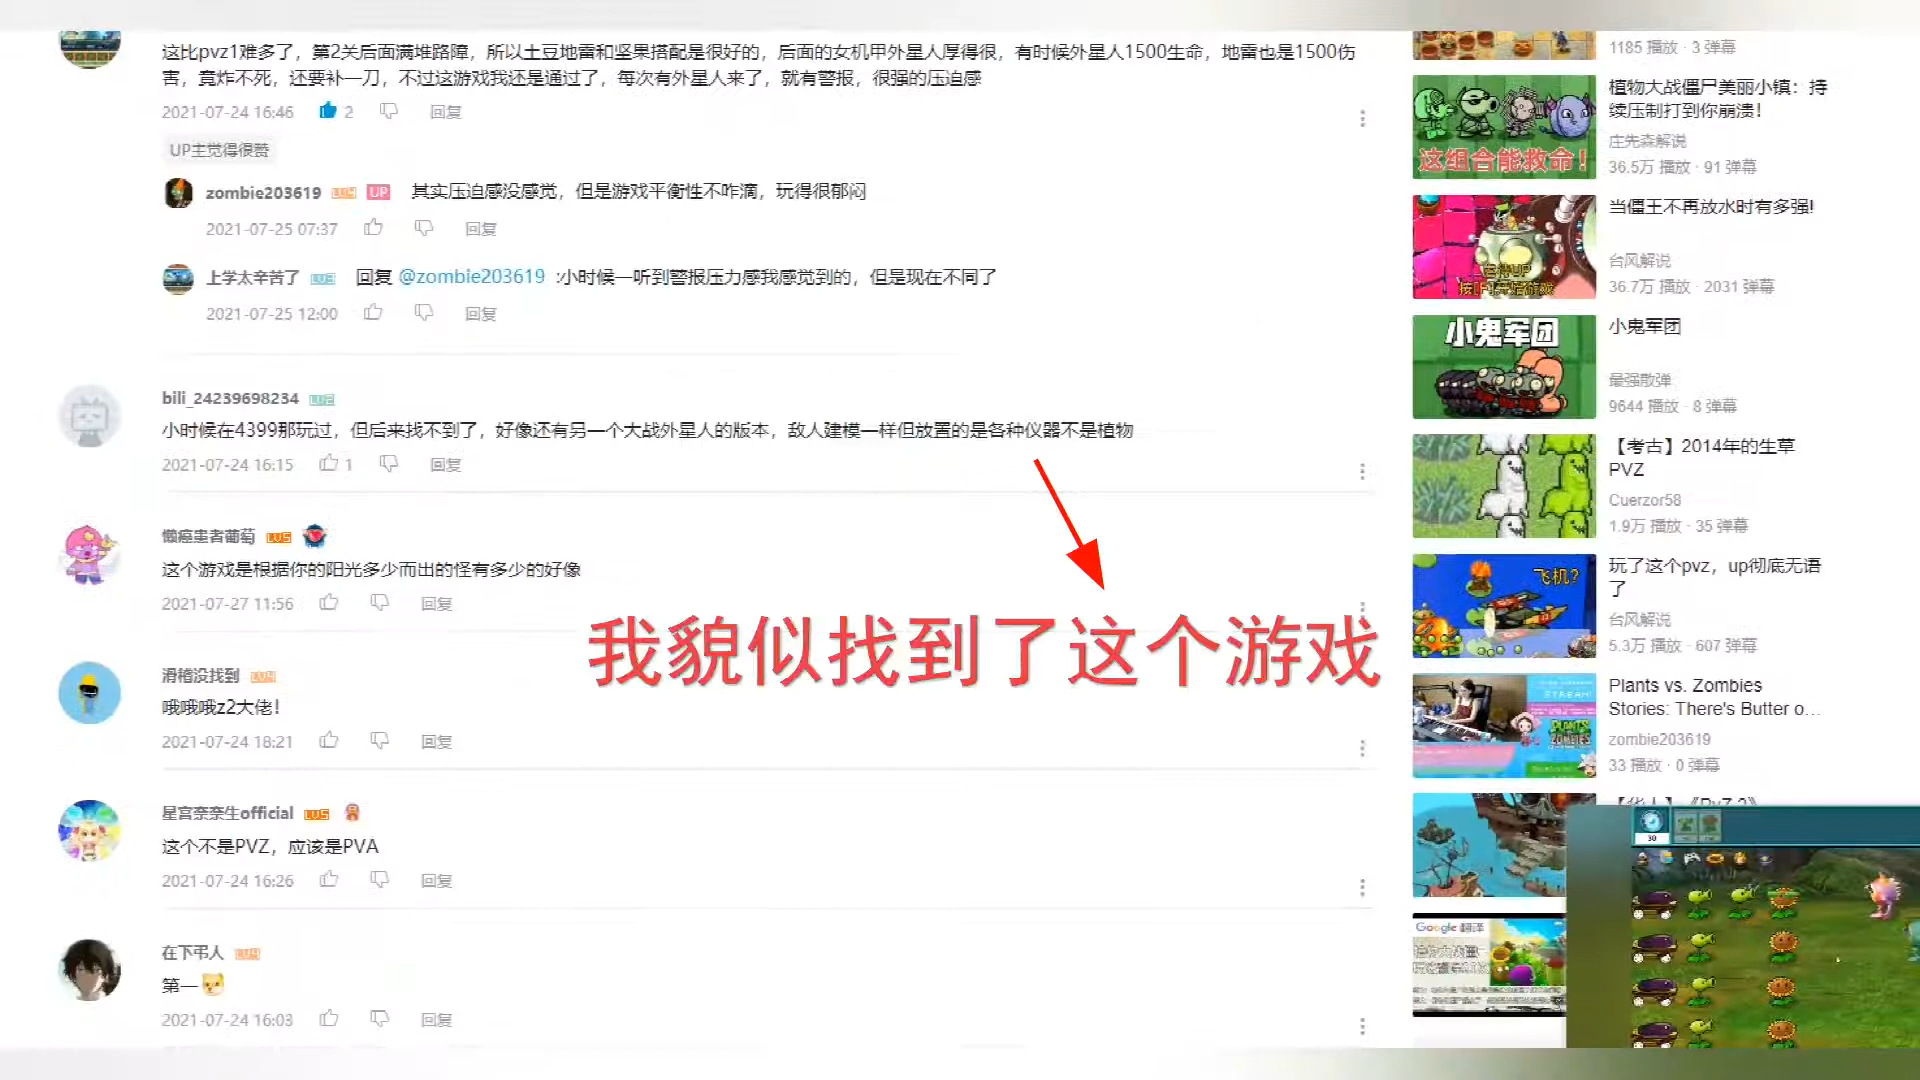 这比pvz1难多了，第2关后面满堆路障，所以土豆地雷和坚果搭配是很好的，后面的女机甲外星人厚得很，有时候外星人1500生命，地雷也是1500伤
害，竟炸不死，还要补一刀，不过这游戏我还是通过了，每次有外星人来了，就有警报，很强的压迫感
2021-07-24 16:46 2 回复
UP主觉得很赞
zombie203619 LV4 UP 其实压迫感没感觉，但是游戏平衡性不咋滴，玩得很郁闷
2021-07-25 07:37 回复
上学太辛苦了 回复 @zombie203619 :小时候一听到警报压力感我感觉到的，但是现在不同了
2021-07-25 12:00 回复
bili_24239698234 LV2
小时候在4399那玩过，但后来找不到了，好像还有另一个大战外星人的版本，敌人建模一样但放置的是各种仪器不是植物
2021-07-24 16:15 1 回复
懒癌患者葡萄 LV5
这个游戏是根据你的阳光多少而出的怪有多少的好像
2021-07-27 11:56 回复
我貌似找到了这个游戏
滑稽没找到 LV4
哦哦哦z2大佬！
2021-07-24 18:21 回复
星宫奈奈生official LV5
这个不是PVZ，应该是PVA
2021-07-24 16:26 回复
在下弔人 LV4
第一
2021-07-24 16:03 回复
1185 播放 · 3 弹幕
这组合能救命！
植物大战僵尸美丽小镇：持
续压制打到你崩溃！
庄先森解说
36.5万 播放 · 91 弹幕
当僵王不再放水时有多强!
台风解说
36.7万 播放 · 2031 弹幕
小鬼军团
小鬼军团
最强散弹
9644 播放 · 8 弹幕
【考古】2014年的生草
PVZ
Cuerzor58
1.9万 播放 · 35 弹幕
飞机？
玩了这个pvz，up彻底无语
了
台风解说
5.3万 播放 · 607 弹幕
STREAM
PLANTS
ZOMBIES
Plants vs. Zombies
Stories: There's Butter o...
zombie203619
33 播放 · 0 弹幕
Google 翻译
30